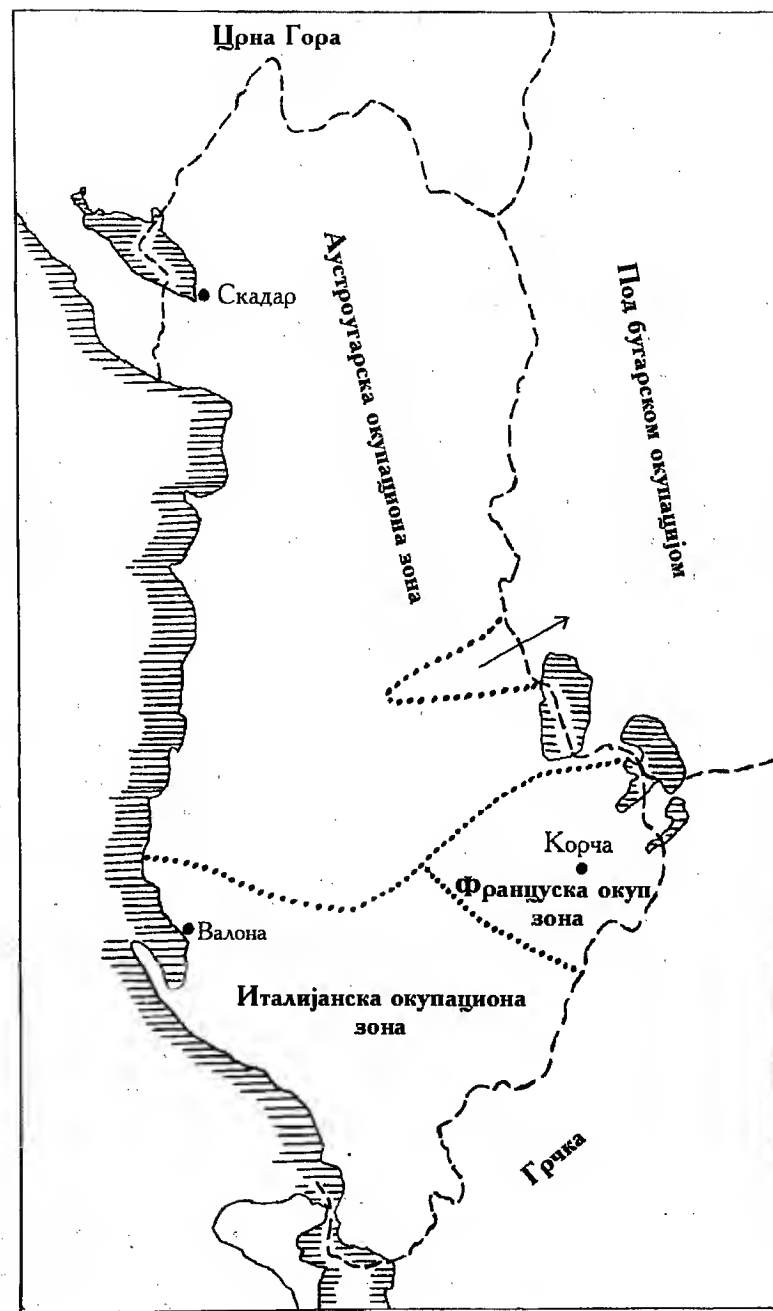 Црна Гора
Скадар
Аустроугарска окупациона зона
Под бугарском окупацијом
Корча
Француска окуп.
зона
Валона
Италијанска окупациона
зона
Грчка